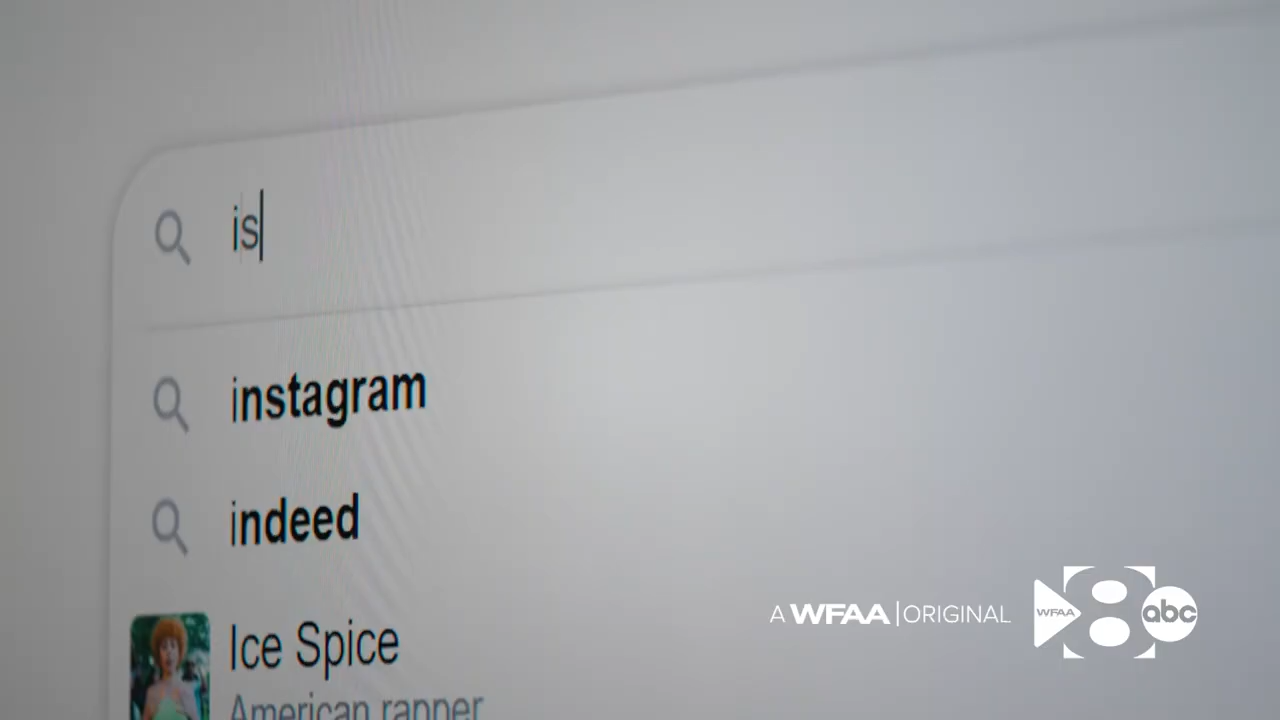 is
instagram
indeed
Ice Spice
American rapper
A WFAA | ORIGINAL
WFAA 8 abc